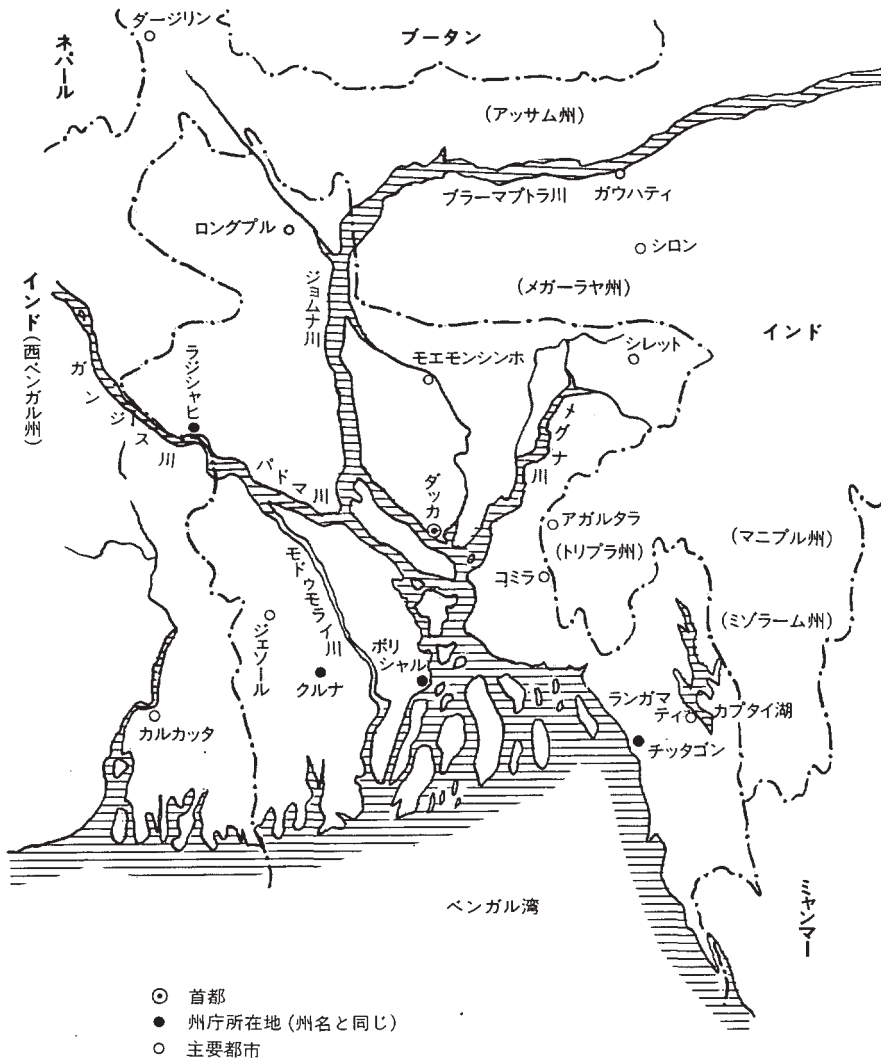 ダージリン
ネパール
ブータン
(アッサム州)
ブラーマプトラ川
ガウハティ
ロングプル
シロン
ジョムナ川
(メガーラヤ州)
インド(西ベンガル州)
インド
ガンジス川
ラジシャヒ
モエモンシンホ
シレット
メグナ川
パドマ川
ダッカ
アガルタラ
(トリプラ州)
(マニプル州)
コミラ
モドゥモライ川
(ミゾラーム州)
ジェソール
ボリ
シャル
クルナ
ランガマ
ティ
カプタイ湖
カルカッタ
チッタゴン
ベンガル湾
ミャンマー
首都
州庁所在地(州名と同じ)
主要都市